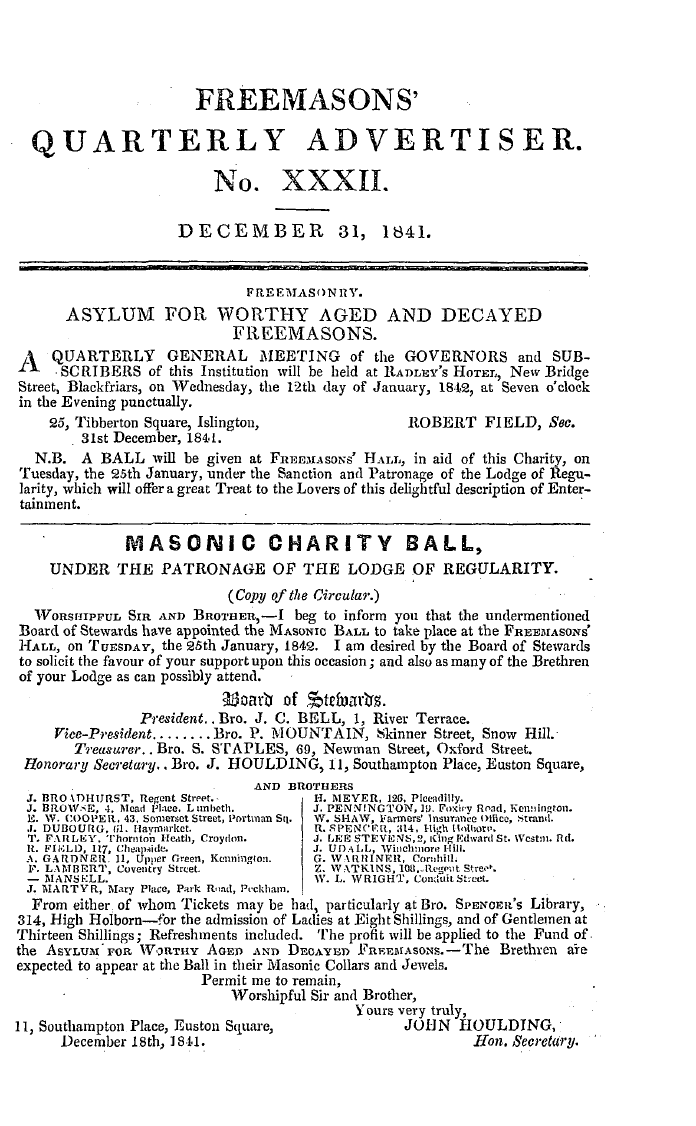 FREEMASONS'
QUARTERLY ADVERTISER.
No. XXXII.
DECEMBER 31, 1841.
FREEMASONRY.
ASYLUM FOR WORTHY AGED AND DECAYED
FREEMASONS.
A QUARTERLY GENERAL MEETING of the GOVERNORS and SUB-
SCRIBERS of this Institution will be held at RADLEY'S HOTEL, New Bridge
Street, Blackfriars, on Wednesday, the 12th day of January, 1842, at Seven o'clock
in the Evening punctually.
25, Tibberton Square, Islington, ROBERT FIELD, Sec.
31st December, 1841.
N.B. A BALL will be given at FREEMASONS' HALL, in aid of this Charity, on
Tuesday, the 25th January, under the Sanction and Patronage of the Lodge of Regu-
larity, which will offer a great Treat to the Lovers of this delightful description of Enter-
tainment.
MASONIC CHARITY BALL,
UNDER THE PATRONAGE OF THE LODGE OF REGULARITY.
(Copy of the Circular.)
WORSHIPFUL SIR AND BROTHER,—I beg to inform you that the undermentioned
Board of Stewards have appointed the MASONIC BALL to take place at the FREEMASONS'
HALL, on TUESDAY, the 25th January, 1842. I am desired by the Board of Stewards
to solicit the favour of your support upon this occasion; and also as many of the Brethren
of your Lodge as can possibly attend.
Board of Stewards.
President.. Bro. J. C. BELL, 1, River Terrace.
Vice-President........Bro. P. MOUNTAIN, Skinner Street, Snow Hill.
Treasurer.. Bro. S. STAPLES, 69, Newman Street, Oxford Street.
Honorary Secretary.. Bro. J. HOULDING, 11, Southampton Place, Euston Square,
AND BROTHERS
J. BROADHURST, Regent Street.
J. BROWSE, 4, Mead Place, Lambeth.
E. W. COOPER, 43, Somerset Street, Portman Sq.
J. DUBOURG, 61, Haymarket.
T. FARLEY, Thornton Heath, Croydon.
R. FIELD, 117, Cheapside.
A. GARDNER, 11, Upper Green, Kennington.
F. LAMBERT, Coventry Street.
— MANSELL.
J. MARTYR, Mary Place, Park Road, Peckham.
H. MEYER, 126, Piccadilly.
J. PENNINGTON, 19, Foxley Road, Kennington.
W. SHAW, Farmers' Insurance Office, Strand.
R. SPENCER, 314, High Holborn.
J. LEE STEVENS, 2, King Edward St. Westm. Rd.
J. UDALL, Winchmore Hill.
G. WARRINER, Cornhill.
Z. WATKINS, 108, Regent Street.
W. L. WRIGHT, Conduit Street.
From either of whom Tickets may be had, particularly at Bro. SPENCER'S Library,
314, High Holborn—for the admission of Ladies at Eight Shillings, and of Gentlemen at
Thirteen Shillings; Refreshments included. The profit will be applied to the Fund of
the ASYLUM FOR WORTHY AGED AND DECAYED FREEMASONS.—The Brethren are
expected to appear at the Ball in their Masonic Collars and Jewels.
Permit me to remain,
Worshipful Sir and Brother,
Yours very truly,
11, Southampton Place, Euston Square, JOHN HOULDING,
December 18th, 1841. Hon. Secretary.